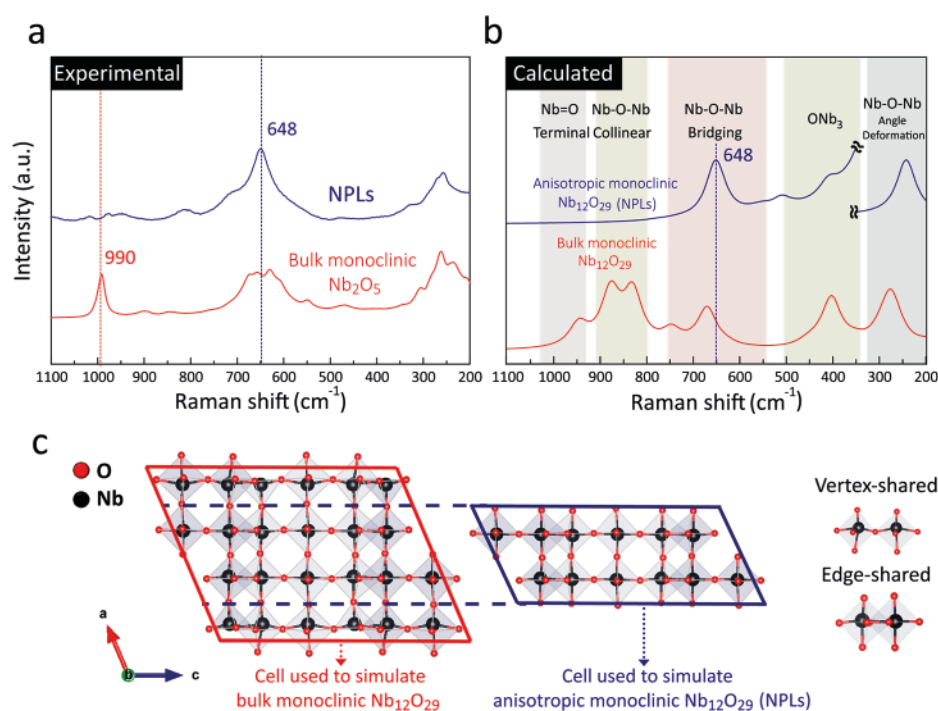 a
Experimental
648
NPLs
990
Bulk monoclinic
Nb₂O₅
Intensity (a.u.)
1100 1000 900 800 700 600 500 400 300 200
Raman shift (cm⁻¹)
b
Calculated
Nb=O
Terminal
Nb-O-Nb
Collinear
Nb-O-Nb
Bridging
ONb₃
Nb-O-Nb
Angle
Deformation
648
Anisotropic monoclinic
Nb₁₂O₂₉ (NPLs)
Bulk monoclinic
Nb₁₂O₂₉
1100 1000 900 800 700 600 500 400 300 200
Raman shift (cm⁻¹)
c
O
Nb
a
b
c
Cell used to simulate
bulk monoclinic Nb₁₂O₂₉
Cell used to simulate
anisotropic monoclinic Nb₁₂O₂₉ (NPLs)
Vertex-shared
Edge-shared